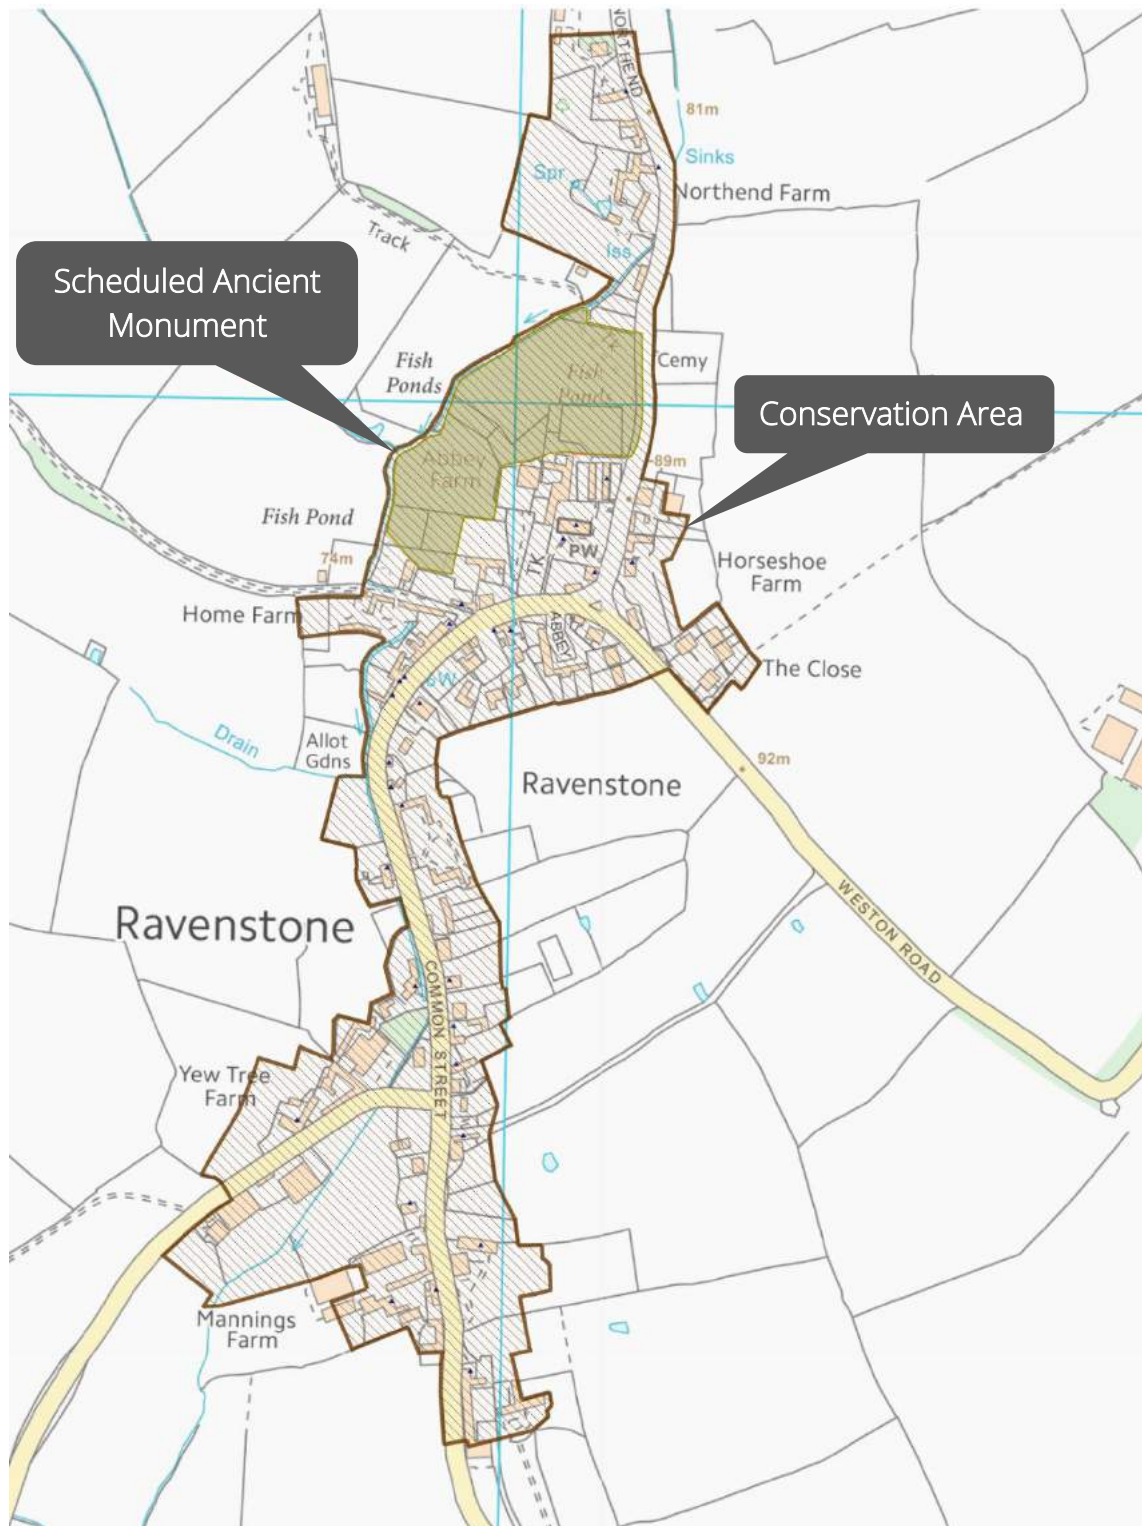 NORTHEND
81m
Sinks
Spr
Northend Farm
Track
iss
Scheduled Ancient
Monument
Fish
Ponds
Fish
Ponds
Cemy
Conservation Area
Abbey
Farm
89m
Fish Pond
PW
74m
TK
Horseshoe
Farm
Home Farm
ABBEY
The Close
W
Drain
Allot
Gdns
92m
Ravenstone
WESTON ROAD
Ravenstone
COMMON STREET
Yew Tree
Farm
Mannings
Farm